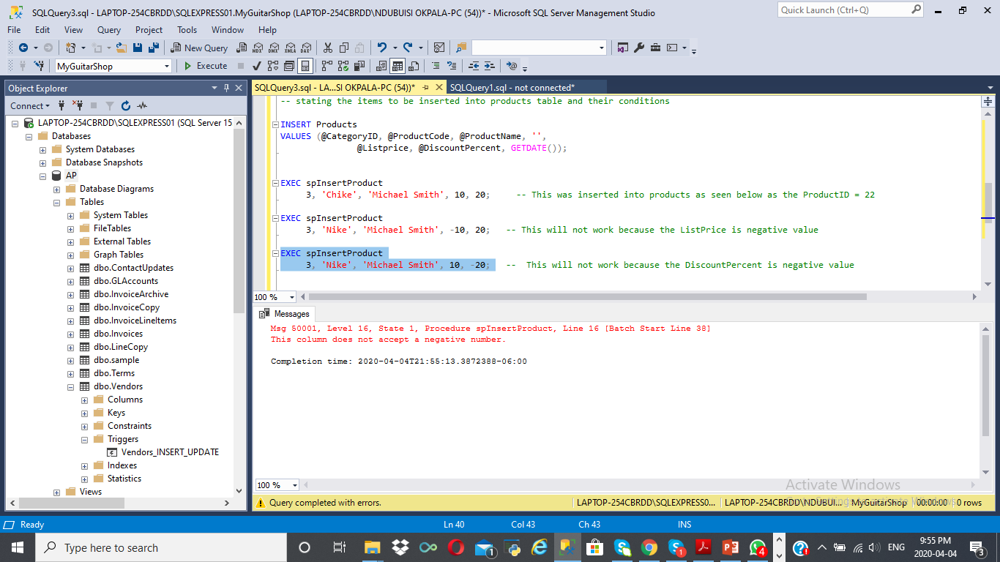 SQLQuery3.sql - LAPTOP-254CBRDD\SQLEXPRESS01.MyGuitarShop (LAPTOP-254CBRDD\NDUBUISI OKPALA-PC (54))* - Microsoft SQL Server Management Studio
Quick Launch (Ctrl+Q)
File Edit View Query Project Tools Window Help
New Query MDX DMX XMLA DAX
MyGuitarShop Execute
Object Explorer
Connect
LAPTOP-254CBRDD\SQLEXPRESS01 (SQL Server 15
Databases
System Databases
Database Snapshots
AP
Database Diagrams
Tables
System Tables
FileTables
External Tables
Graph Tables
dbo.ContactUpdates
dbo.GLAccounts
dbo.InvoiceArchive
dbo.InvoiceCopy
dbo.InvoiceLineItems
dbo.Invoices
dbo.LineCopy
dbo.sample
dbo.Terms
dbo.Vendors
Columns
Keys
Constraints
Triggers
Vendors_INSERT_UPDATE
Indexes
Statistics
Views
SQLQuery3.sql - LA...SI OKPALA-PC (54))* SQLQuery1.sql - not connected*
-- stating the items to be inserted into products table and their conditions
INSERT Products
VALUES (@CategoryID, @ProductCode, @ProductName, '',
@Listprice, @DiscountPercent, GETDATE());
EXEC spInsertProduct
3, 'Chike', 'Michael Smith', 10, 20; -- This was inserted into products as seen below as the ProductID = 22
EXEC spInsertProduct
3, 'Nike', 'Michael Smith', -10, 20; -- This will not work because the ListPrice is negative value
EXEC spInsertProduct
3, 'Nike', 'Michael Smith', 10, -20; -- This will not work because the DiscountPercent is negative value
100 %
Messages
Msg 50001, Level 16, State 1, Procedure spInsertProduct, Line 16 [Batch Start Line 38]
This column does not accept a negative number.
Completion time: 2020-04-04T21:55:13.3872388-06:00
100 %
Activate Windows
Query completed with errors. LAPTOP-254CBRDD\SQLEXPRESS0... LAPTOP-254CBRDD\NDUBUI... MyGuitarShop 00:00:00 0 rows
Ready Ln 40 Col 43 Ch 43 INS
Type here to search
1
1
4
ENG
9:55 PM
2020-04-04
3